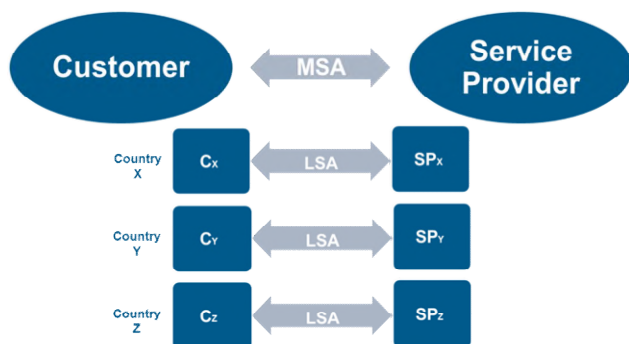 Customer
MSA
Service
Provider
Country
X
Cx
LSA
SPx
Country
Y
CY
LSA
SPY
Country
Z
Cz
LSA
SPz